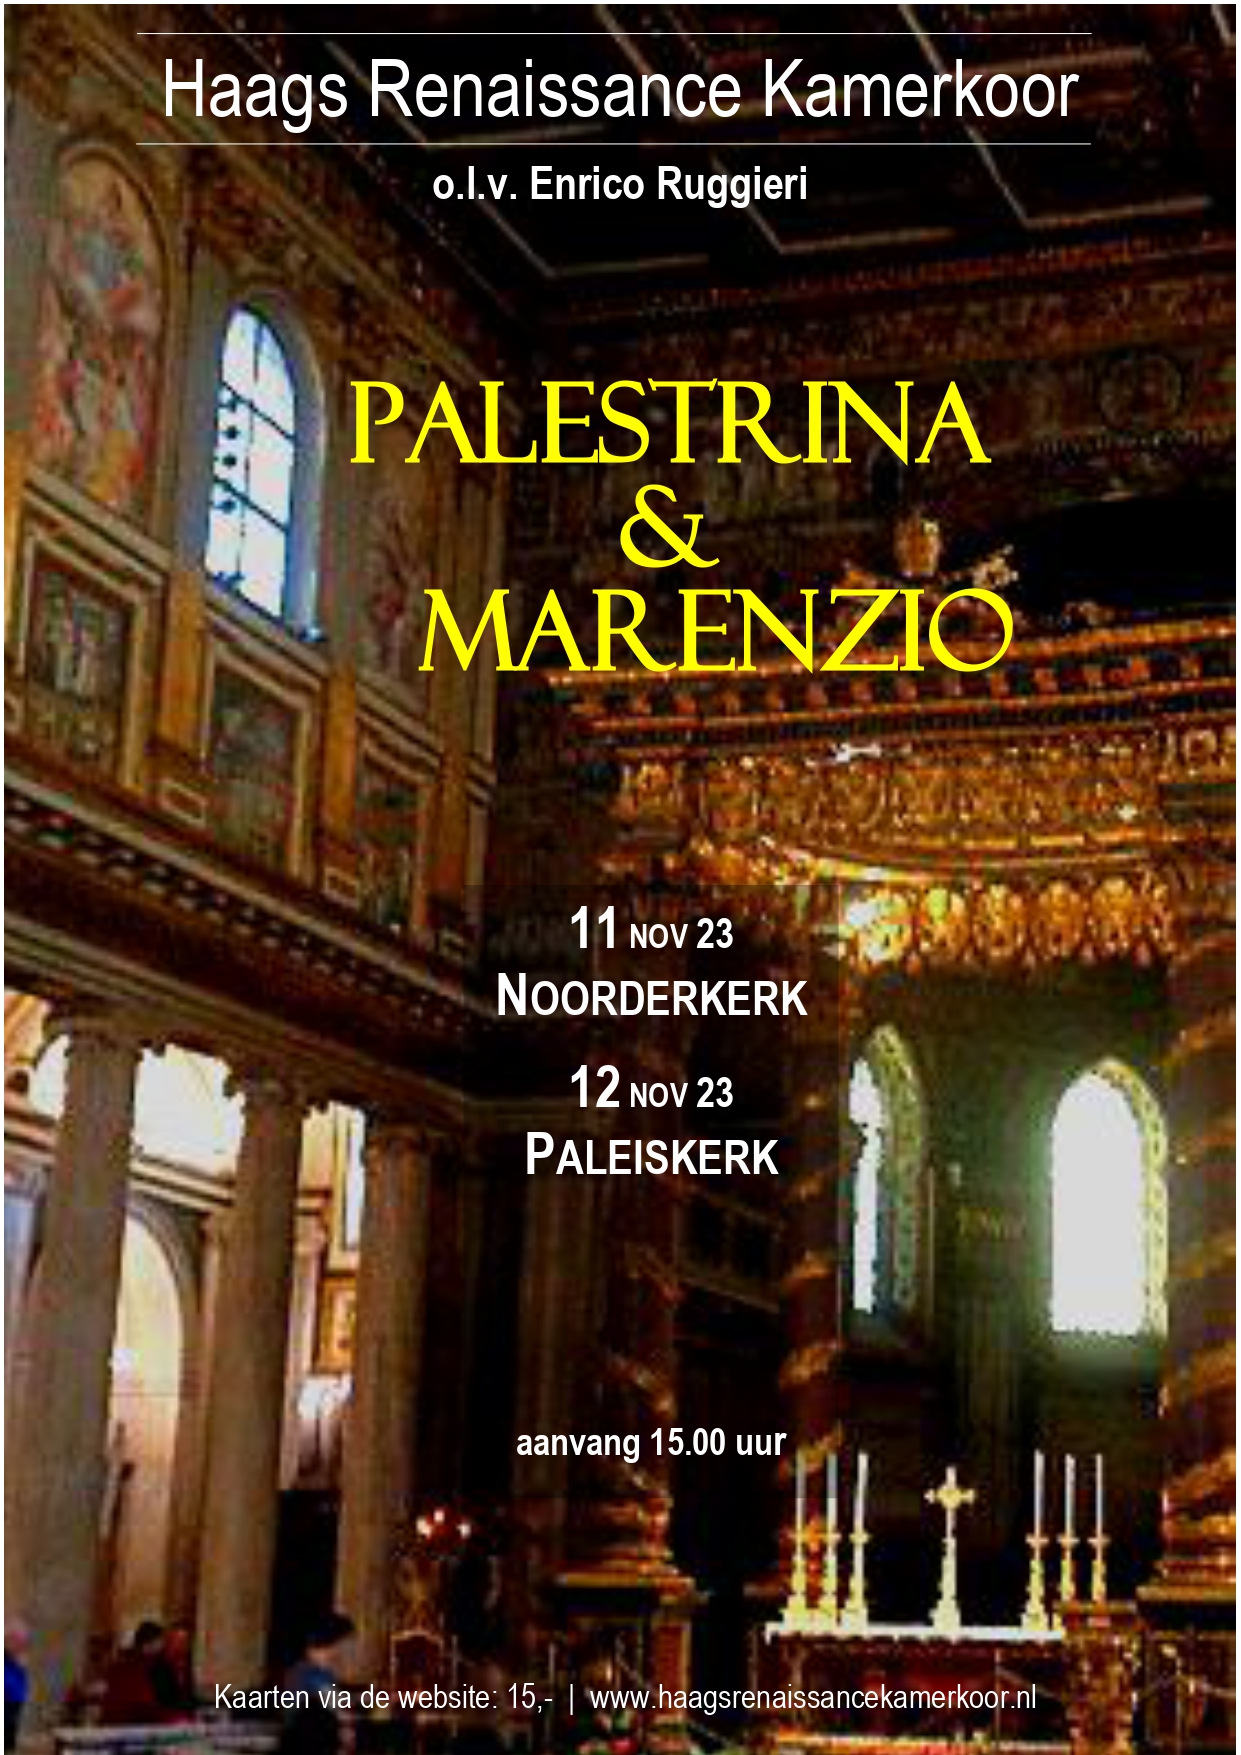 Haags Renaissance Kamerkoor
o.l.v. Enrico Ruggieri
PALESTRINA
&
MARENZIO
11 NOV 23
NOORDERKERK
12 NOV 23
PALEISKERK
aanvang 15.00 uur
Kaarten via de website: 15,- | www.haagsrenaissancekamerkoor.nl